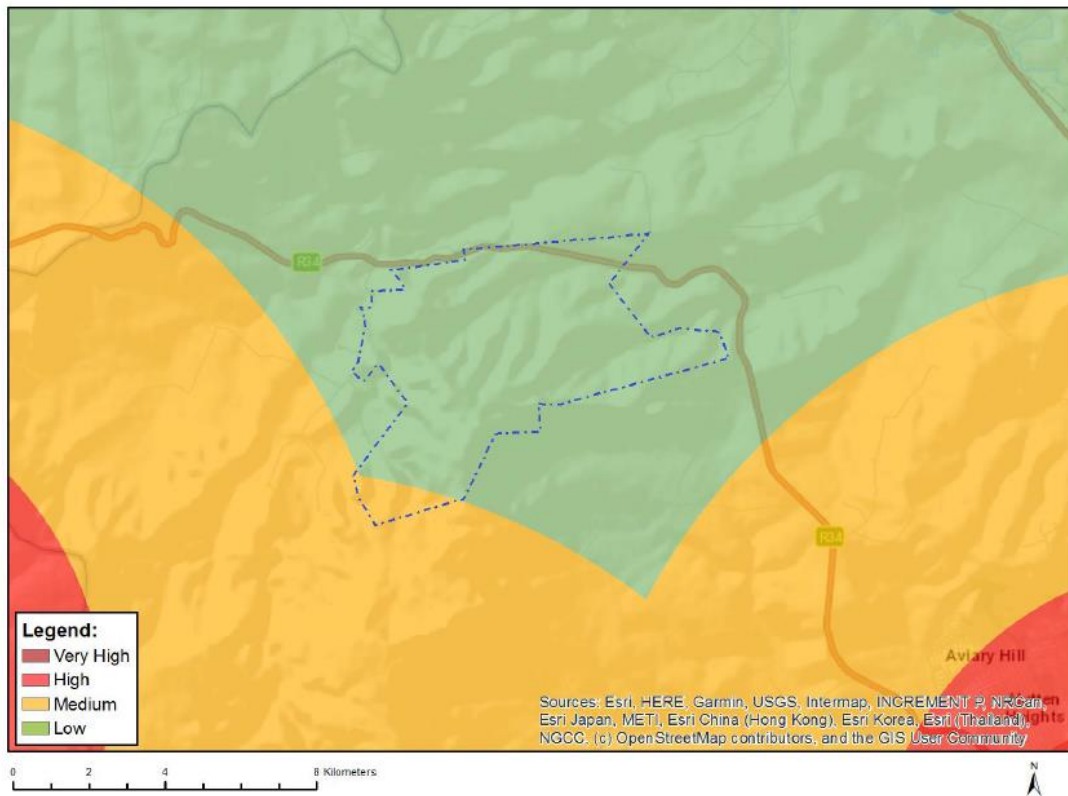 R34
R34
Legend:
Very High
High
Medium
Low
Aviary Hill
Heights
Sources: Esri, HERE, Garmin, USGS, Intermap, INCREMENT P, NRCan,
Esri Japan, METI, Esri China (Hong Kong), Esri Korea, Esri (Thailand),
NGCC, (c) OpenStreetMap contributors, and the GIS User Community
0 2 4 8 Kilometers
N